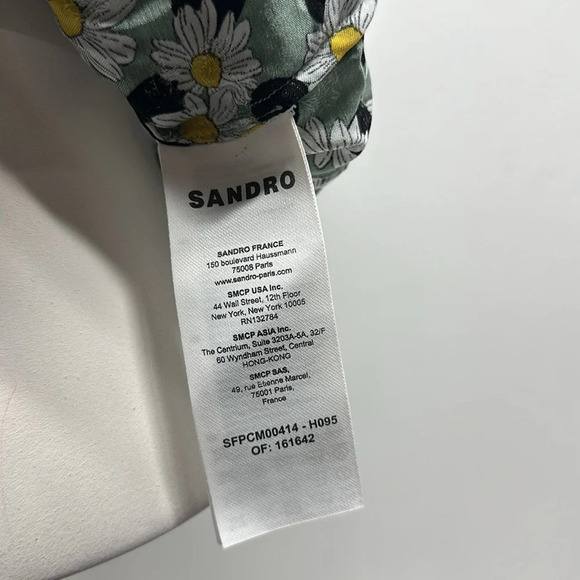 SANDRO
SANDRO FRANCE
150 boulevard Haussmann
75008 Paris
www.sandro-paris.com
SMCP USA Inc.
44 Wall Street, 12th Floor
New York, New York 10005
RN132784
SMCP ASIA Inc.
The Centrium, Suite 3203A-5A, 32/F
60 Wyndham Street, Central
HONG-KONG
SMCP SAS,
49, rue Etienne Marcel,
75001 Paris,
France
SFPCM00414 - H095
OF: 161642